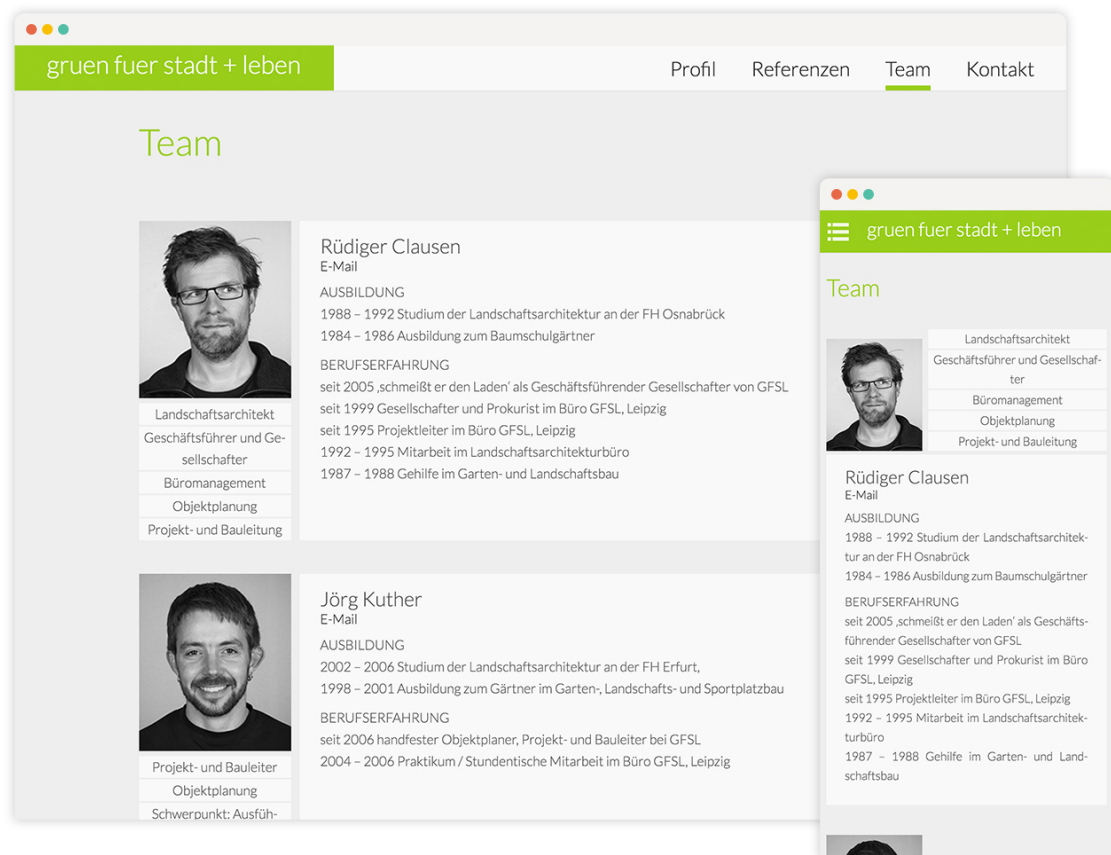 gruen fuer stadt + leben
Profil
Referenzen
Team
Kontakt
Team
Rüdiger Clausen
E-Mail
AUSBILDUNG
1988 – 1992 Studium der Landschaftsarchitektur an der FH Osnabrück
1984 – 1986 Ausbildung zum Baumschulgärtner
BERUFSERFAHRUNG
seit 2005 ‚schmeißt er den Laden' als Geschäftsführender Gesellschafter von GFSL
seit 1999 Gesellschafter und Prokurist im Büro GFSL, Leipzig
seit 1995 Projektleiter im Büro GFSL, Leipzig
1992 – 1995 Mitarbeit im Landschaftsarchitekturbüro
1987 – 1988 Gehilfe im Garten- und Landschaftsbau
Landschaftsarchitekt
Geschäftsführer und Ge-
sellschafter
Büromanagement
Objektplanung
Projekt- und Bauleitung
Jörg Kuther
E-Mail
AUSBILDUNG
2002 – 2006 Studium der Landschaftsarchitektur an der FH Erfurt,
1998 – 2001 Ausbildung zum Gärtner im Garten-, Landschafts- und Sportplatzbau
BERUFSERFAHRUNG
seit 2006 handfester Objektplaner, Projekt- und Bauleiter bei GFSL
2004 – 2006 Praktikum / Stundentische Mitarbeit im Büro GFSL, Leipzig
Projekt- und Bauleiter
Objektplanung
Schwerpunkt: Ausfüh-
gruen fuer stadt + leben
Team
Landschaftsarchitekt
Geschäftsführer und Gesellschaf-
ter
Büromanagement
Objektplanung
Projekt- und Bauleitung
Rüdiger Clausen
E-Mail
AUSBILDUNG
1988 – 1992 Studium der Landschaftsarchitek-
tur an der FH Osnabrück
1984 – 1986 Ausbildung zum Baumschulgärtner
BERUFSERFAHRUNG
seit 2005 ‚schmeißt er den Laden' als Geschäfts-
führender Gesellschafter von GFSL
seit 1999 Gesellschafter und Prokurist im Büro
GFSL, Leipzig
seit 1995 Projektleiter im Büro GFSL, Leipzig
1992 – 1995 Mitarbeit im Landschaftsarchitek-
turbüro
1987 – 1988 Gehilfe im Garten- und Land-
schaftsbau